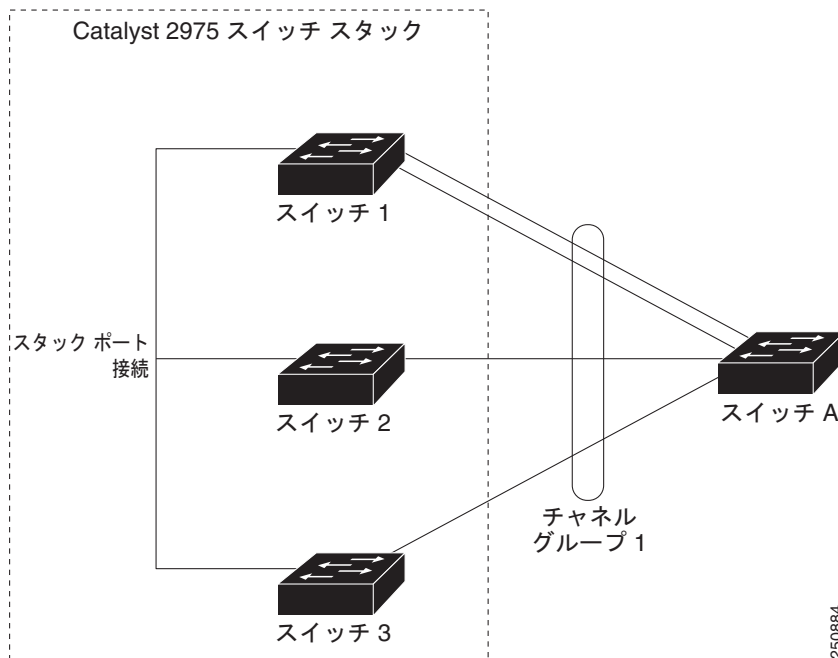 Catalyst 2975 スイッチ スタック
スイッチ 1
スタック ポート
接続
スイッチ 2
スイッチ A
チャネル
グループ 1
スイッチ 3
250884